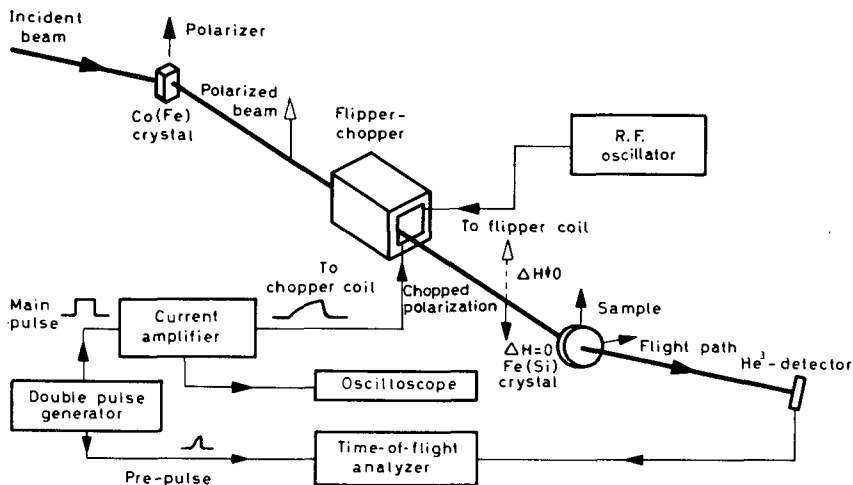 Incident
beam
Polarizer
Polarized
beam
Co(Fe)
crystal
Flipper-
chopper
R.F.
oscillator
To flipper coil
ΔH≠0
To
chopper coil
Chopped
polarization
Main
pulse
Current
amplifier
Sample
Flight path
ΔH=0
Fe(Si)
crystal
He³-detector
Oscilloscope
Double pulse
generator
Time-of-flight
analyzer
Pre-pulse